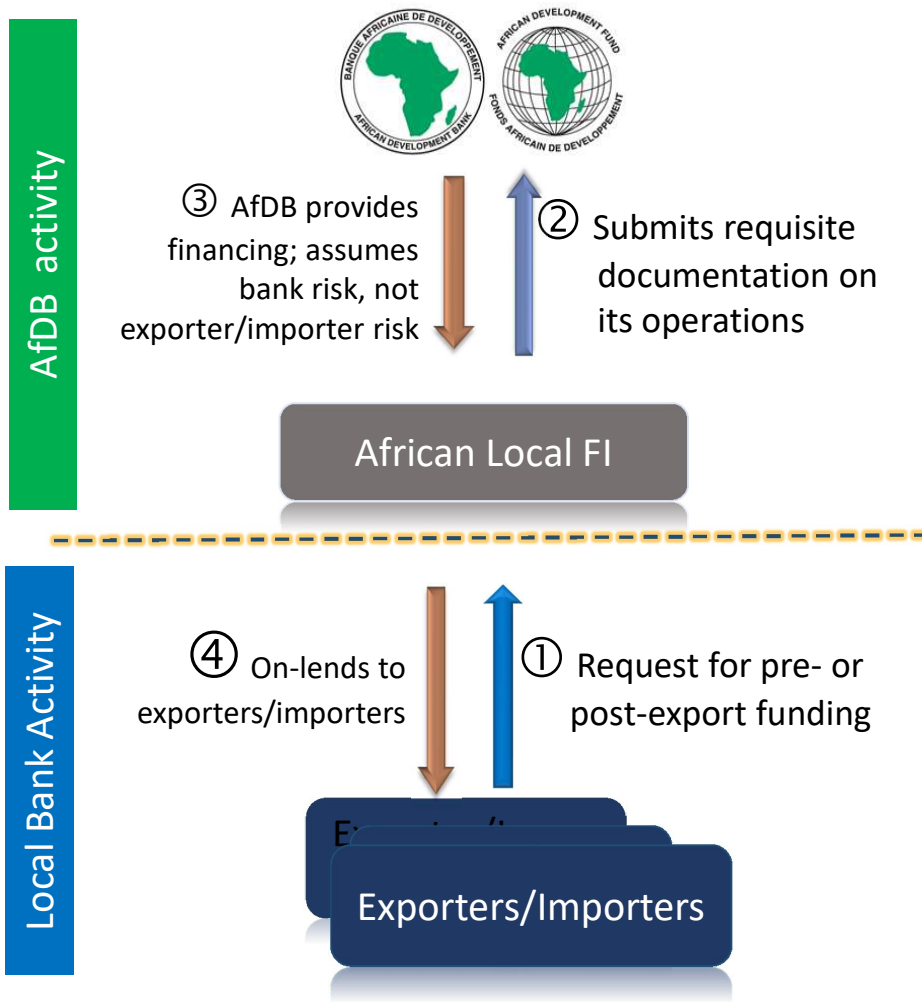 BANQUE AFRICAINE DE DEVELOPPEMENT
AFRICAN DEVELOPMENT BANK
AFRICAN DEVELOPMENT FUND
FONDS AFRICAIN DE DEVELOPPEMENT
AfDB activity
③ AfDB provides
financing; assumes
bank risk, not
exporter/importer risk
② Submits requisite
documentation on
its operations
African Local FI
Local Bank Activity
④ On-lends to
exporters/importers
① Request for pre- or
post-export funding
Exporters/Importers